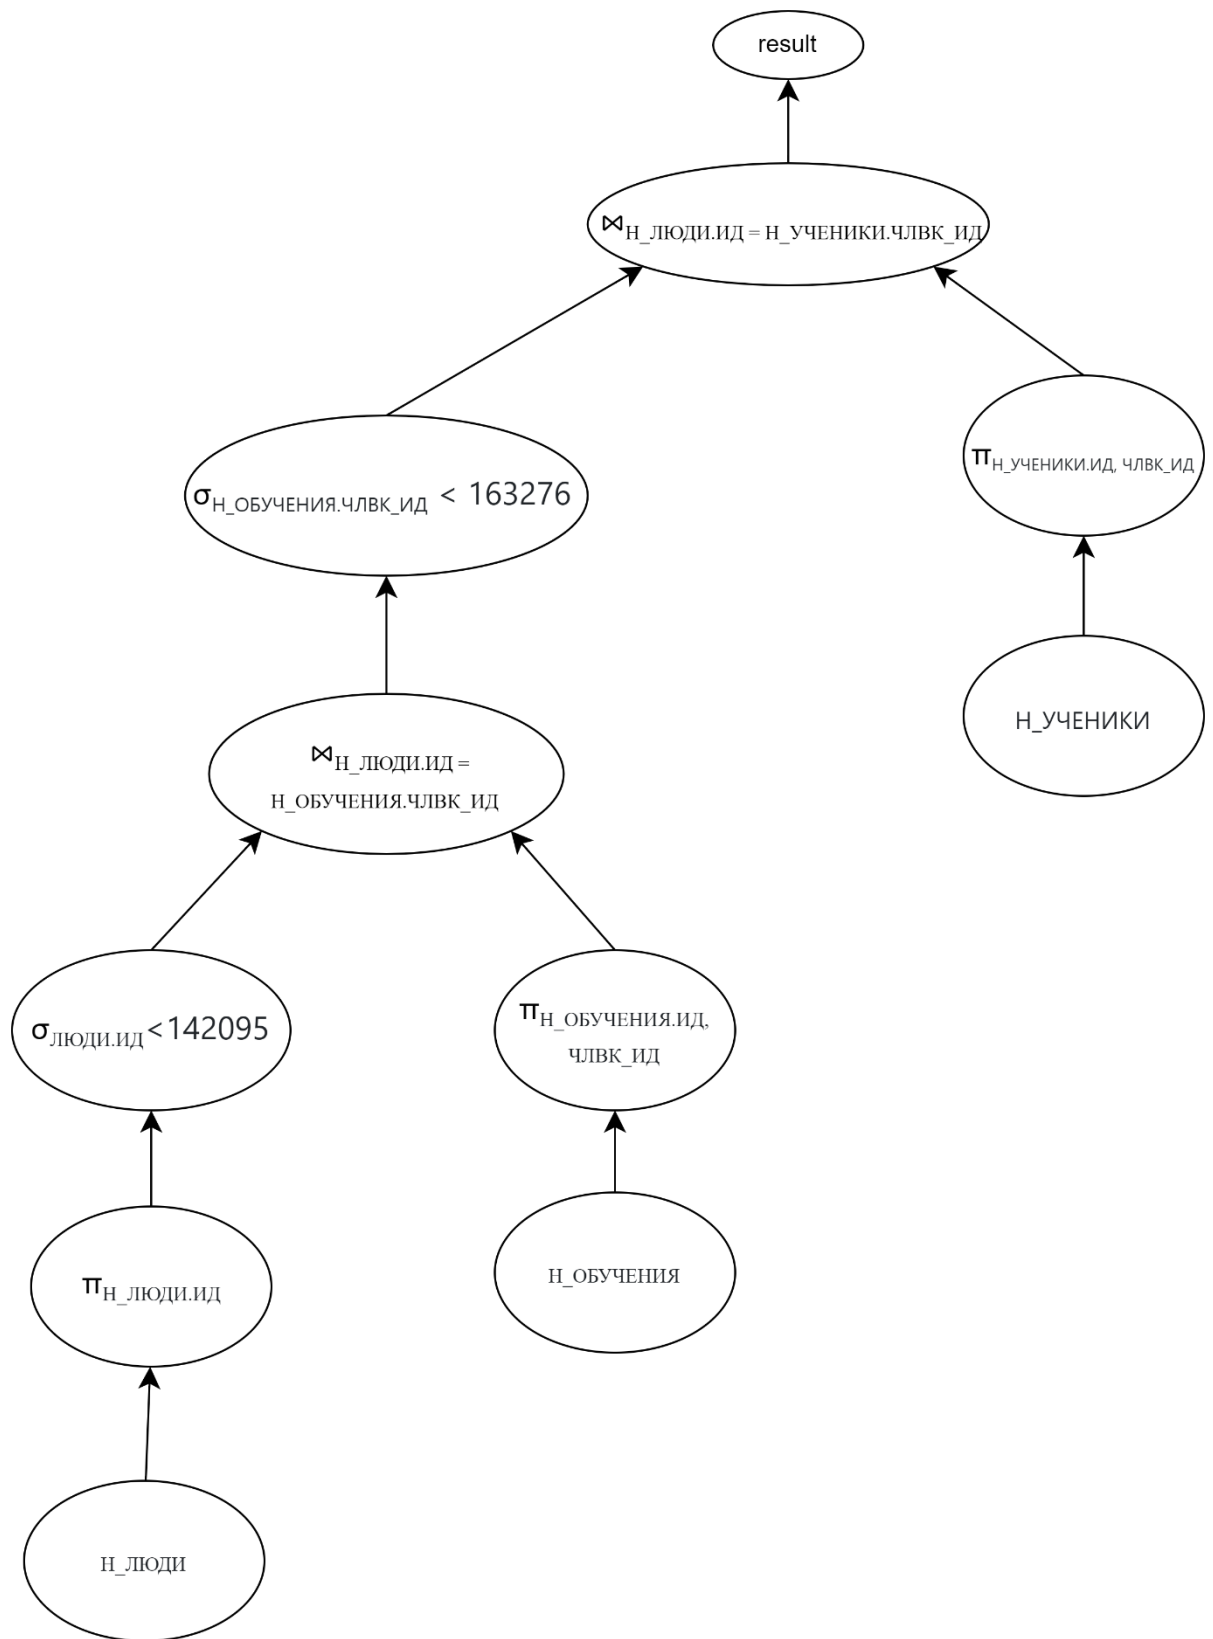 result
⋈Н_ЛЮДИ.ИД = Н_УЧЕНИКИ.ЧЛВК_ИД
σН_ОБУЧЕНИЯ.ЧЛВК_ИД < 163276
πН_УЧЕНИКИ.ИД, ЧЛВК_ИД
Н_УЧЕНИКИ
⋈Н_ЛЮДИ.ИД =
Н_ОБУЧЕНИЯ.ЧЛВК_ИД
σЛЮДИ.ИД<142095
πН_ОБУЧЕНИЯ.ИД,
ЧЛВК_ИД
πН_ЛЮДИ.ИД
Н_ОБУЧЕНИЯ
Н_ЛЮДИ